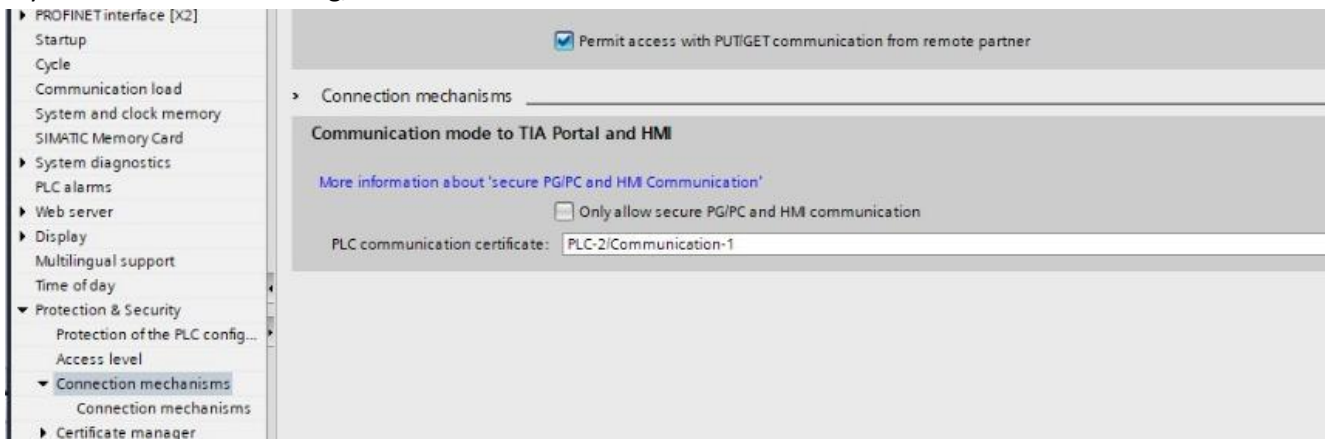 PROFINET interface [X2]
Startup
Cycle
Communication load
System and clock memory
SIMATIC Memory Card
System diagnostics
PLC alarms
Web server
Display
Multilingual support
Time of day
Protection & Security
Protection of the PLC config...
Access level
Connection mechanisms
Connection mechanisms
Certificate manager
Permit access with PUT/GET communication from remote partner
Connection mechanisms
Communication mode to TIA Portal and HMI
More information about 'secure PG/PC and HMI Communication'
Only allow secure PG/PC and HMI communication
PLC communication certificate: PLC-2/Communication-1